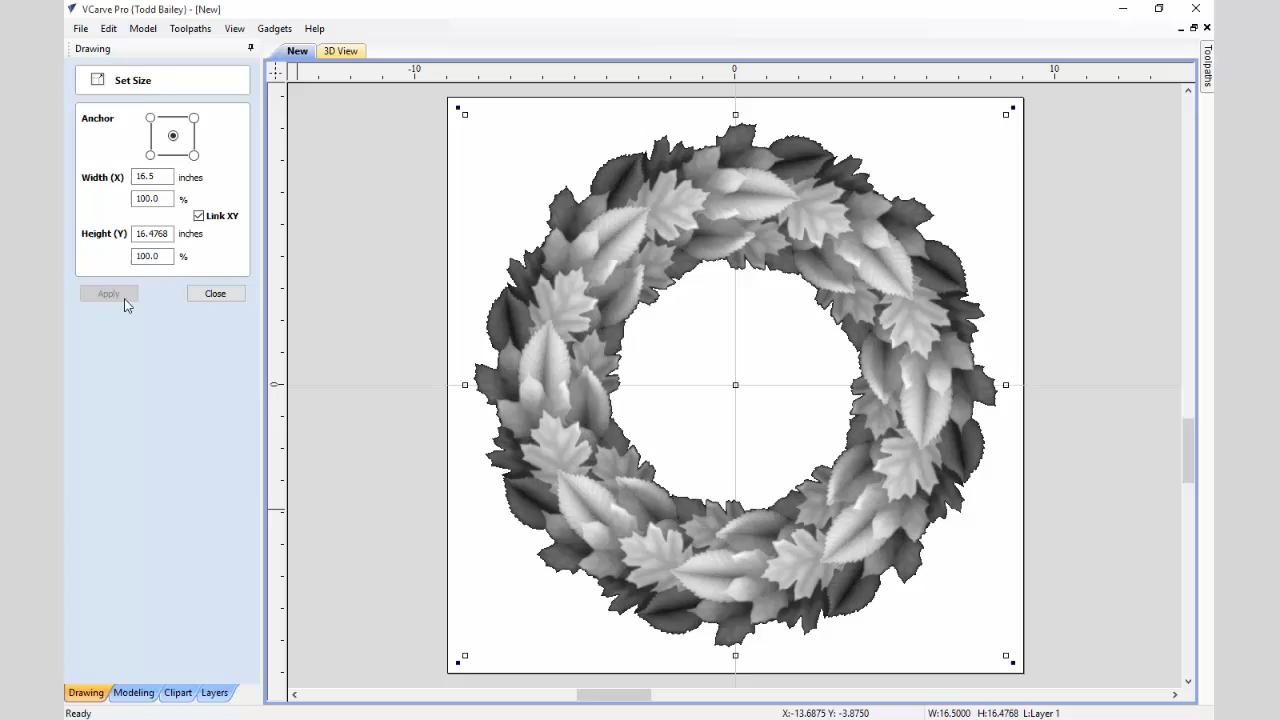 VCarve Pro (Todd Bailey) - [New]
File Edit Model Toolpaths View Gadgets Help
Drawing
New 3D View
Toolpaths
-10 0 10
Set Size
Anchor
Width (X) 16.5 inches
100.0 %
Link XY
Height (Y) 16.4768 inches
100.0 %
Apply Close
0
Drawing Modeling Clipart Layers
Ready X:-13.6875 Y: -3.8750 W:16.5000 H:16.4768 L:Layer 1